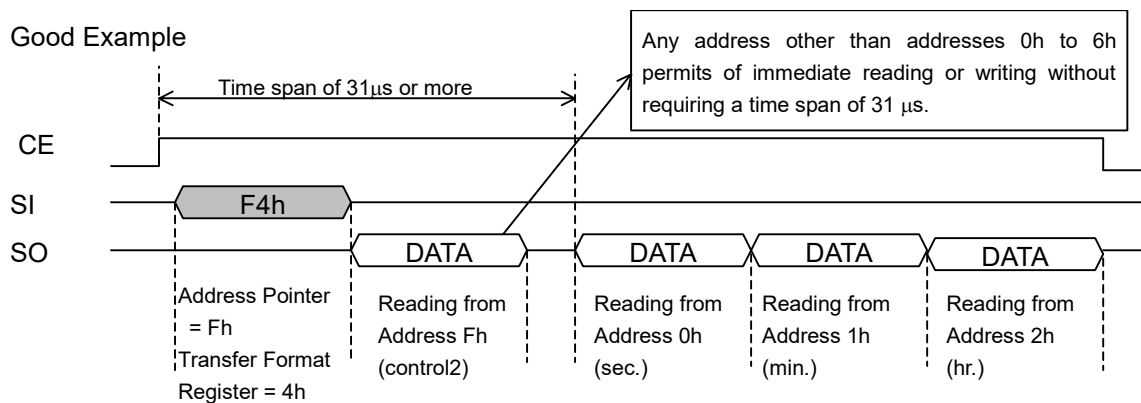 Good Example
Any address other than addresses 0h to 6h
permits of immediate reading or writing without
requiring a time span of 31 μs.
Time span of 31μs or more
CE
SI
F4h
SO
DATA
DATA
DATA
DATA
Address Pointer
= Fh
Transfer Format
Register = 4h
Reading from
Address Fh
(control2)
Reading from
Address 0h
(sec.)
Reading from
Address 1h
(min.)
Reading from
Address 2h
(hr.)